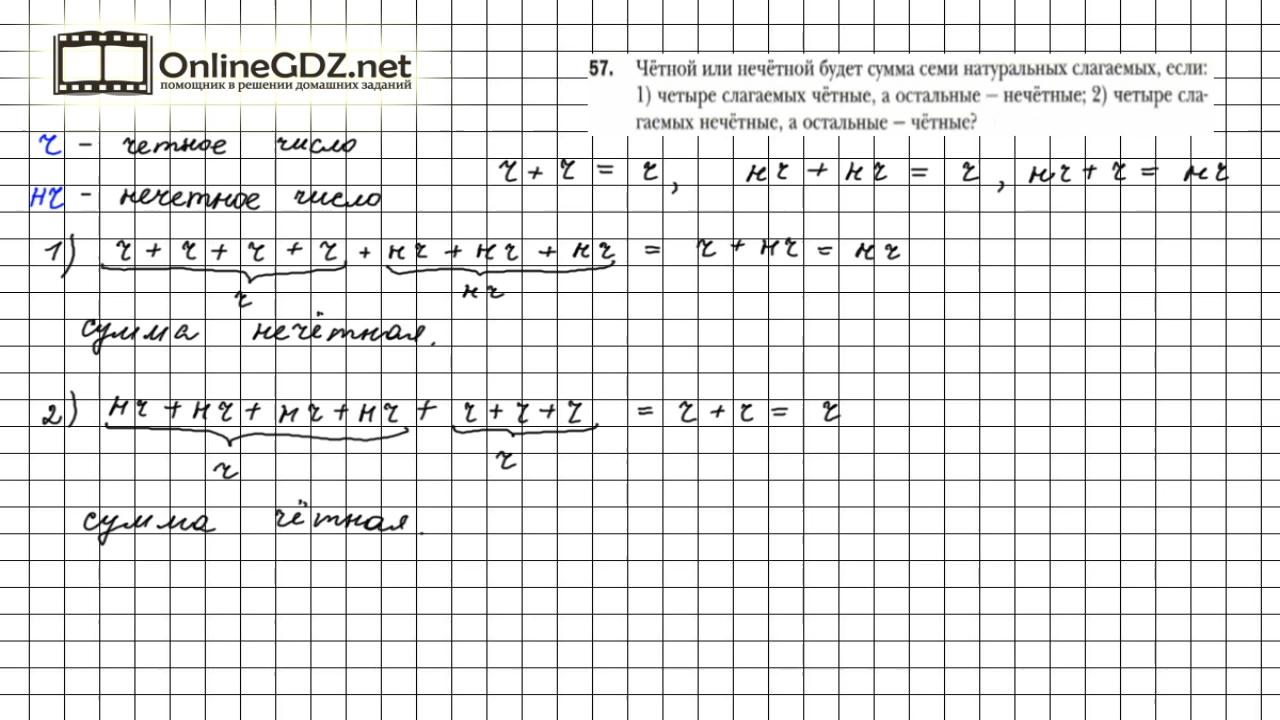 OnlineGDZ.net
помощник в решении домашних заданий
57. Чётной или нечётной будет сумма семи натуральных слагаемых, если:
1) четыре слагаемых чётные, а остальные – нечётные; 2) четыре сла-
гаемых нечётные, а остальные – чётные?
ч - четное число
нч - нечетное число
ч + ч = ч, нч + нч = ч, нч + ч = нч
1) ч + ч + ч + ч + нч + нч + нч = ч + нч = нч
ч нч
сумма нечётная.
2) нч + нч + нч + нч + ч + ч + ч = ч + ч = ч
ч ч
сумма чётная.